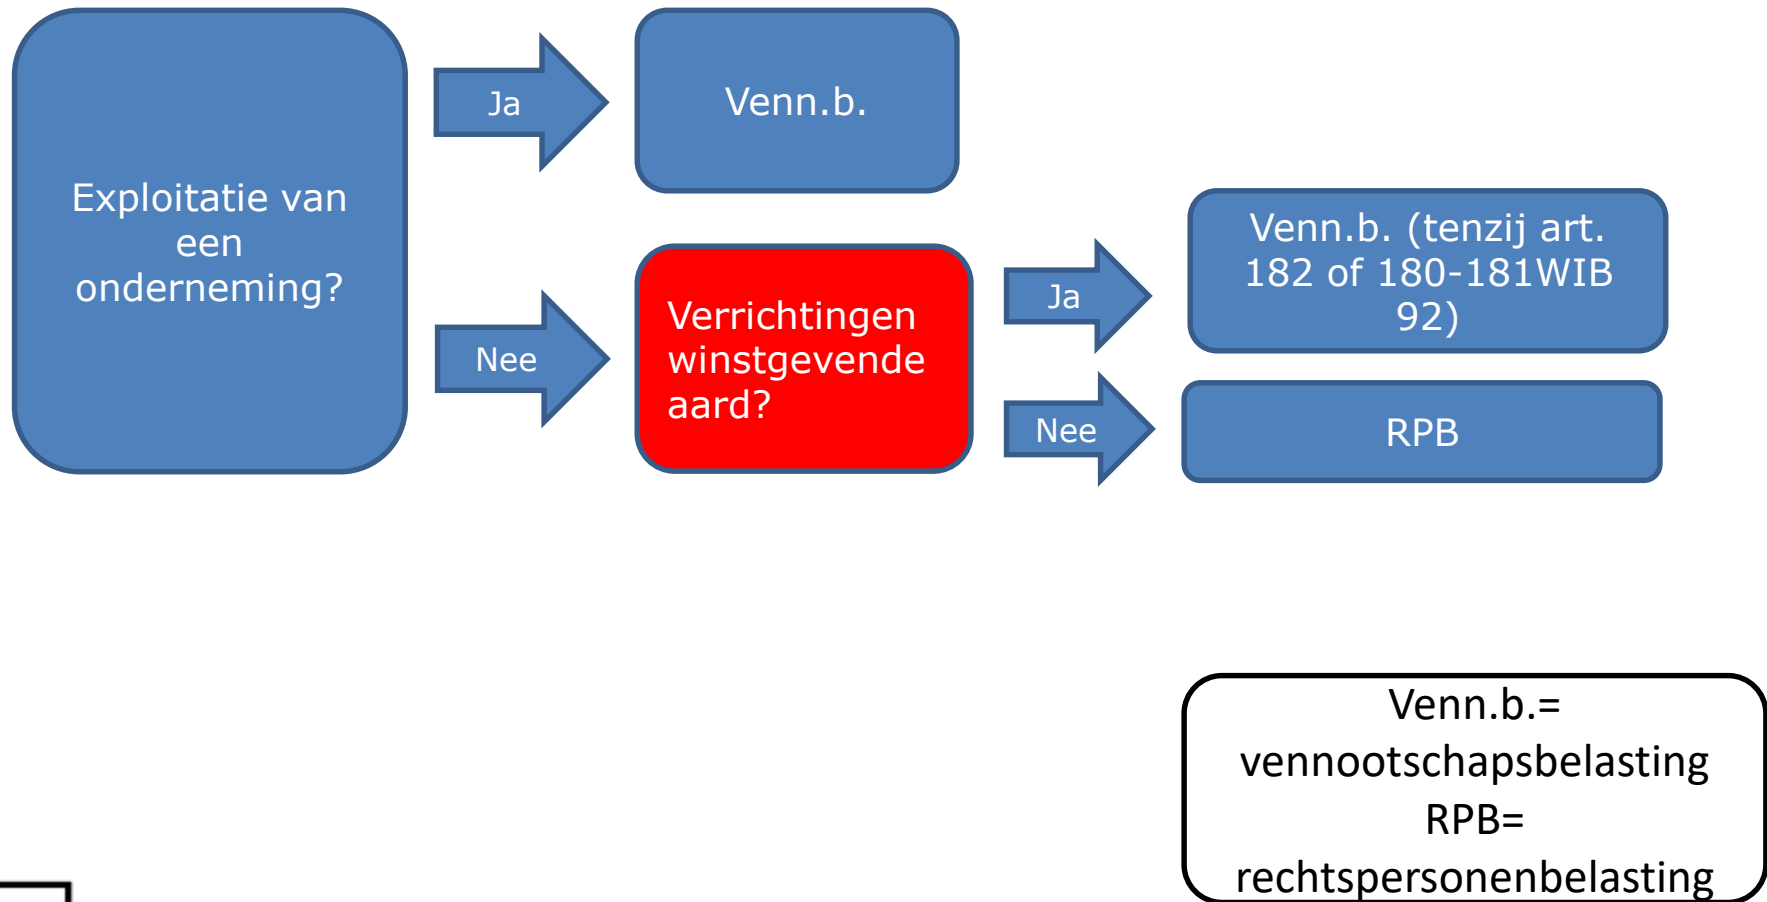 Exploitatie van
een
onderneming?
Ja
Venn.b.
Nee
Verrichtingen
winstgevende
aard?
Ja
Venn.b. (tenzij art.
182 of 180-181WIB
92)
Nee
RPB
Venn.b.=
vennootschapsbelasting
RPB=
rechtspersonenbelasting